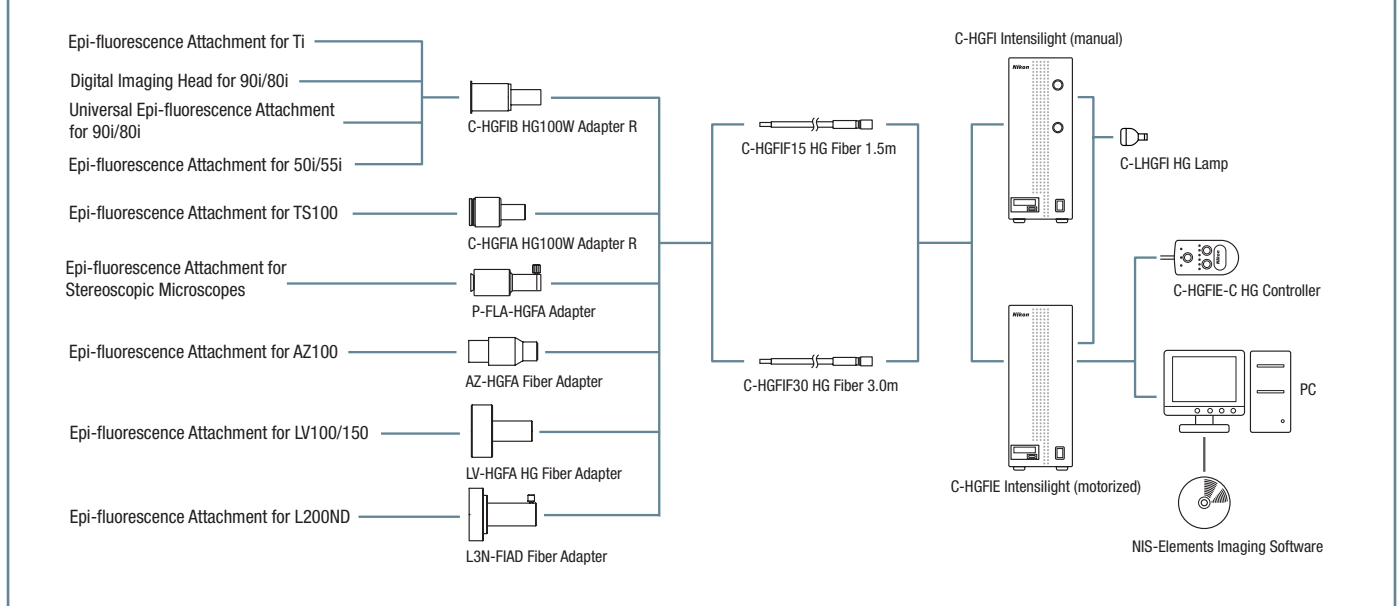 Epi-fluorescence Attachment for Ti
Digital Imaging Head for 90i/80i
Universal Epi-fluorescence Attachment
for 90i/80i
Epi-fluorescence Attachment for 50i/55i
C-HGFIB HG100W Adapter R
Epi-fluorescence Attachment for TS100
C-HGFIA HG100W Adapter R
Epi-fluorescence Attachment for
Stereoscopic Microscopes
P-FLA-HGFA Adapter
Epi-fluorescence Attachment for AZ100
AZ-HGFA Fiber Adapter
Epi-fluorescence Attachment for LV100/150
LV-HGFA HG Fiber Adapter
Epi-fluorescence Attachment for L200ND
L3N-FIAD Fiber Adapter
C-HGFIF15 HG Fiber 1.5m
C-HGFIF30 HG Fiber 3.0m
C-HGFI Intensilight (manual)
Nikon
C-LHGFI HG Lamp
Nikon
C-HGFIE-C HG Controller
Nikon
C-HGFIE Intensilight (motorized)
PC
NIS-Elements Imaging Software